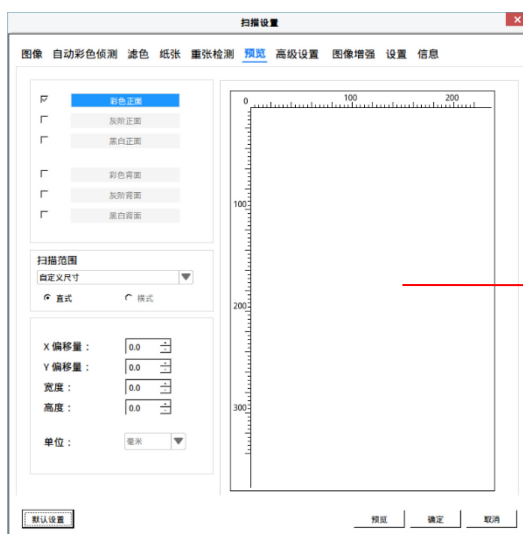 扫描设置
图像 自动彩色侦测 滤色 纸张 重张检测 预览 高级设置 图像增强 设置 信息
彩色正面
灰阶正面
黑白正面
彩色背面
灰阶背面
黑白背面
扫描范围
自定义尺寸
直式 横式
X 偏移量： 0.0
Y 偏移量： 0.0
宽度： 0.0
高度： 0.0
单位： 毫米
0 100 200
100
200
300
默认设置 预览 确定 取消